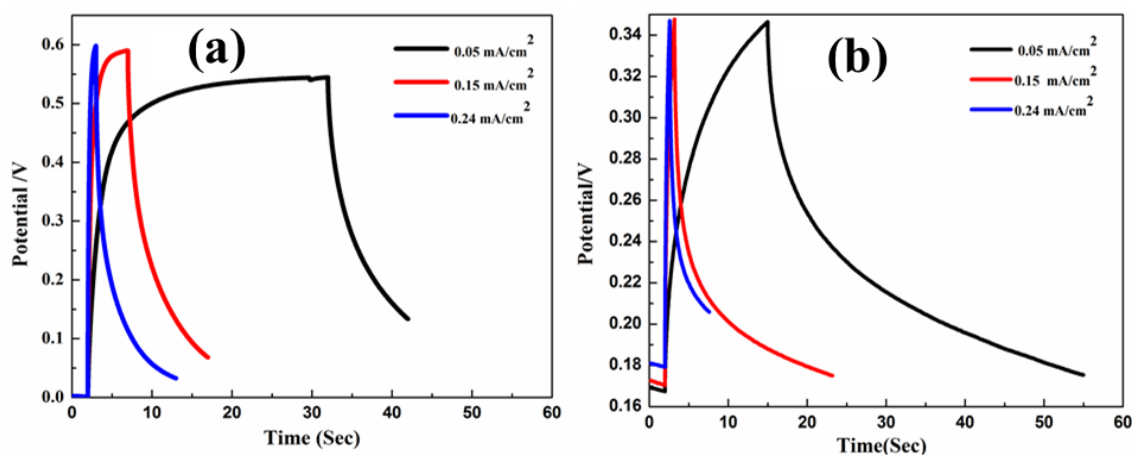 (a)
0.05 mA/cm²
0.15 mA/cm²
0.24 mA/cm²
Potential /V
0.6
0.5
0.4
0.3
0.2
0.1
0.0
0 10 20 30 40 50 60
Time (Sec)
(b)
0.05 mA/cm²
0.15 mA/cm²
0.24 mA/cm²
Potential/V
0.34
0.32
0.30
0.28
0.26
0.24
0.22
0.20
0.18
0.16
0 10 20 30 40 50 60
Time(Sec)